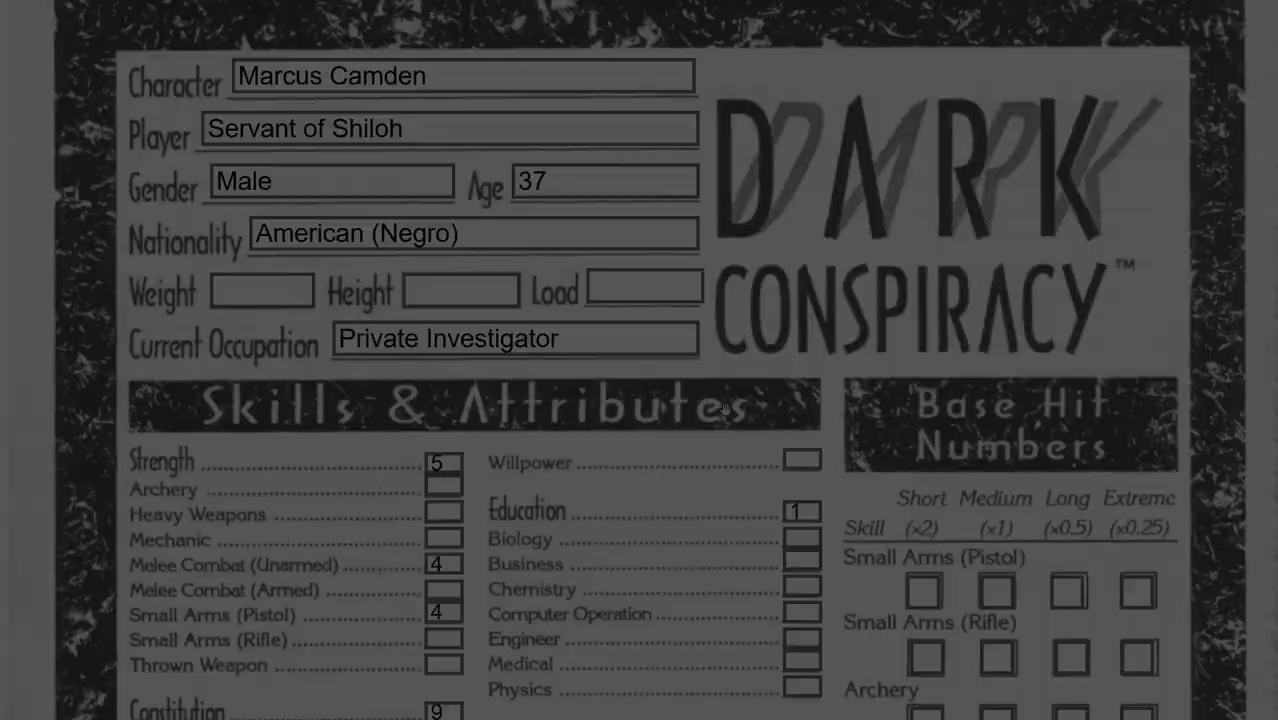 Character Marcus Camden
Player Servant of Shiloh
Gender Male Age 37
Nationality American (Negro)
Weight Height Load
Current Occupation Private Investigator
DARK
CONSPIRACY™
Skills & Attributes
Strength 5
Archery
Heavy Weapons
Mechanic
Melee Combat (Unarmed) 4
Melee Combat (Armed)
Small Arms (Pistol) 4
Small Arms (Rifle)
Thrown Weapon
Constitution 9
Willpower
Education 1
Biology
Business
Chemistry
Computer Operation
Engineer
Medical
Physics
Base Hit
Numbers
Short Medium Long Extreme
Skill (x2) (x1) (x0.5) (x0.25)
Small Arms (Pistol)
Small Arms (Rifle)
Archery